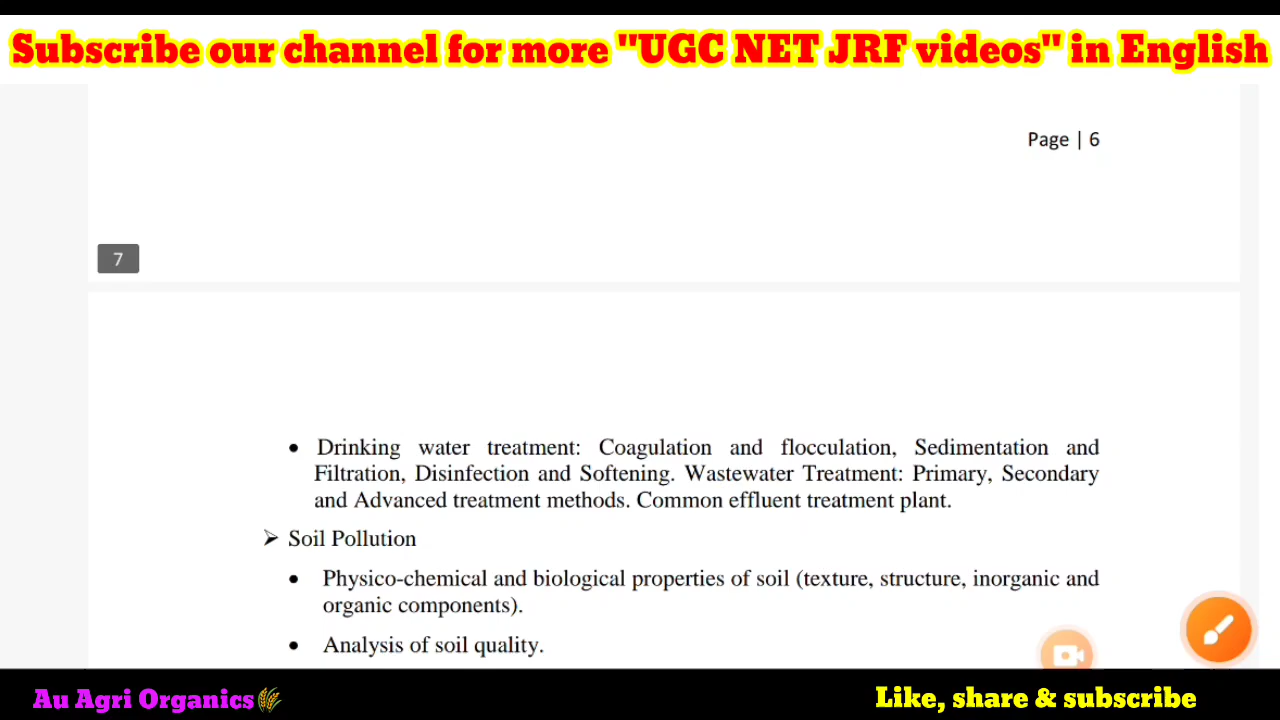 Subscribe our channel for more "UGC NET JRF videos" in English
Page | 6
7
• Drinking water treatment: Coagulation and flocculation, Sedimentation and
Filtration, Disinfection and Softening. Wastewater Treatment: Primary, Secondary
and Advanced treatment methods. Common effluent treatment plant.
➢ Soil Pollution
• Physico-chemical and biological properties of soil (texture, structure, inorganic and
organic components).
• Analysis of soil quality.
Au Agri Organics🌾
Like, share & subscribe